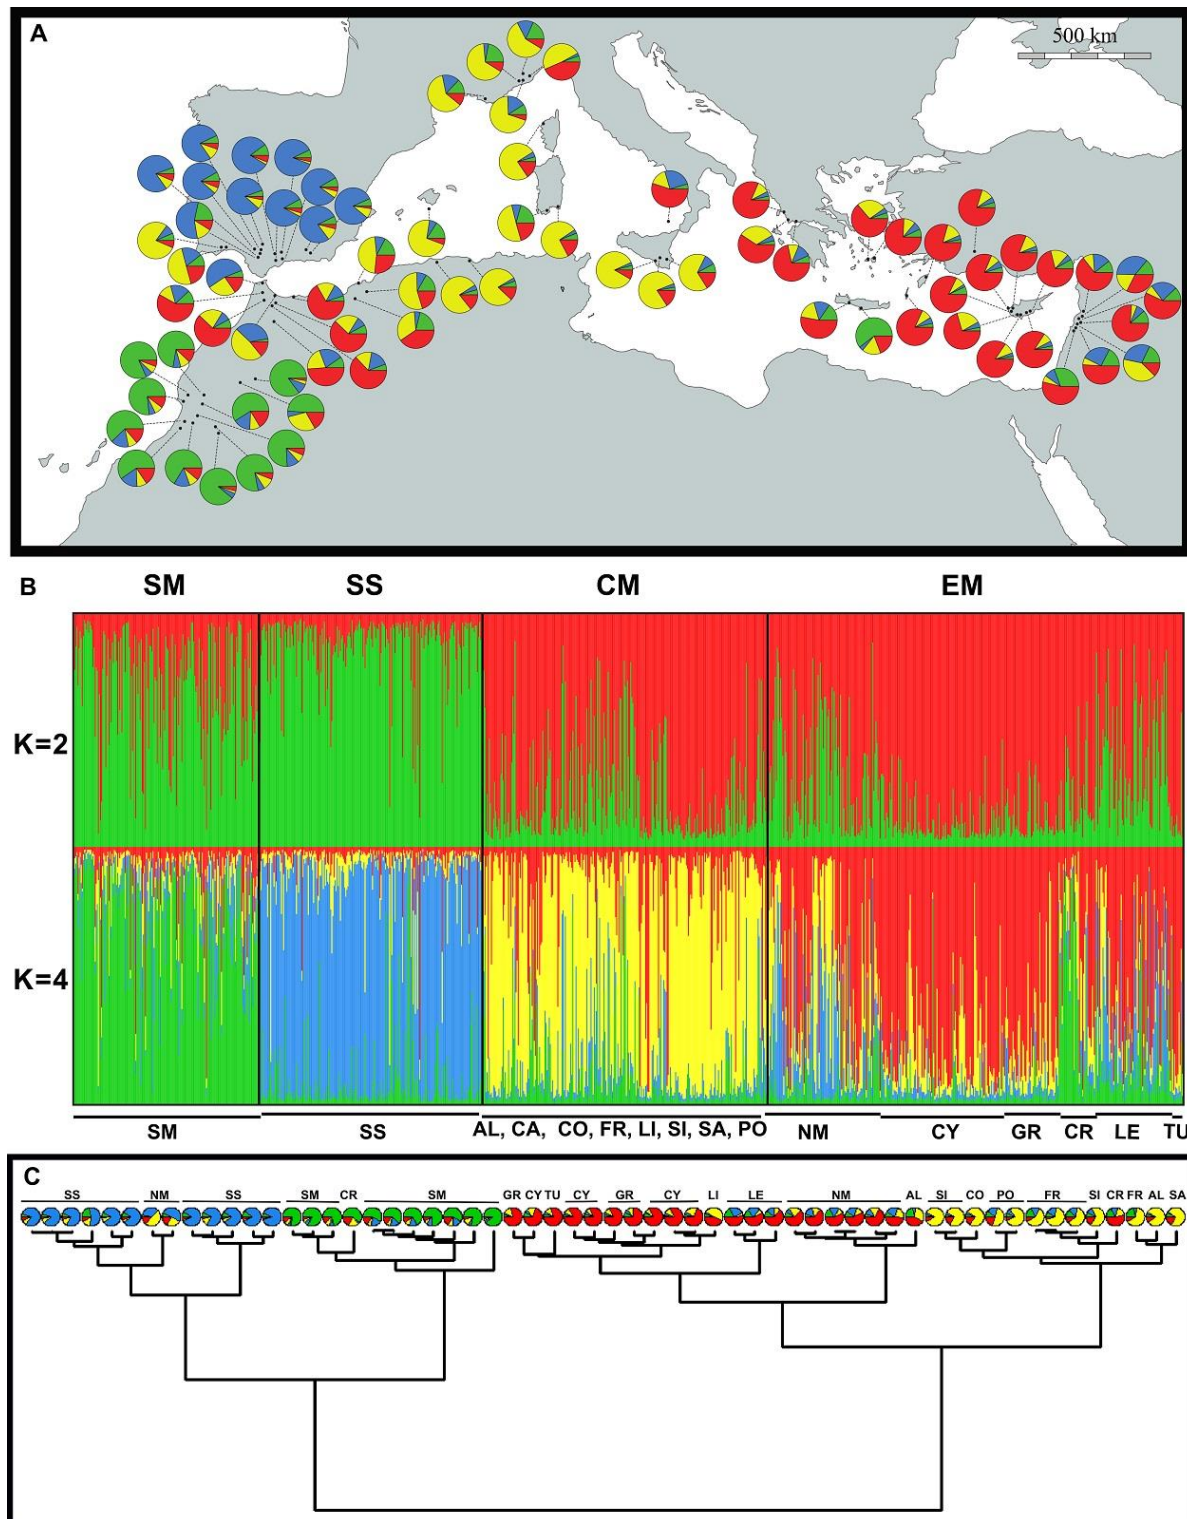 A
500 km
B
SM SS CM EM
K=2
K=4
SM SS AL, CA, CO, FR, LI, SI, SA, PO NM CY GR CR LE TU
C
SS NM SS SM CR SM GR CY TU CY GR CY LI LE NM AL SI CO PO FR SI CR FR AL SA